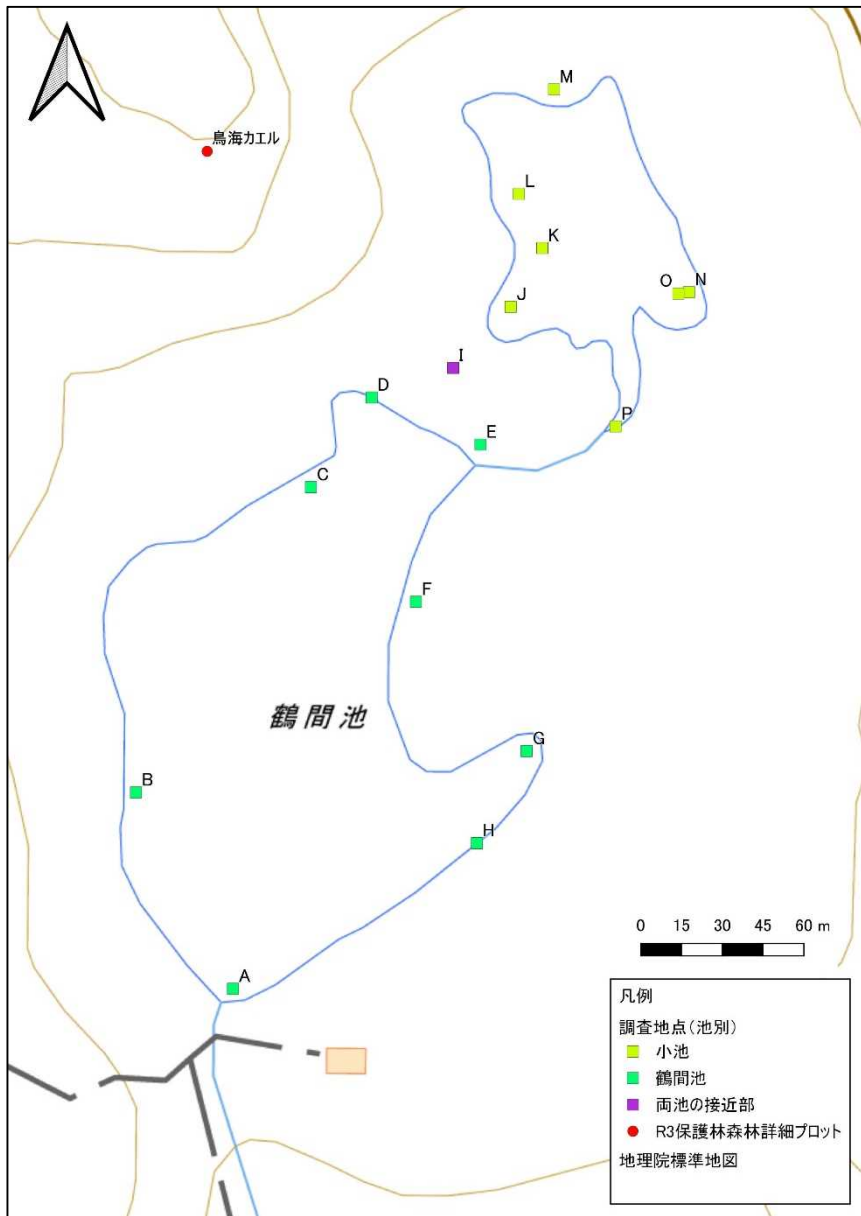 M
鳥海カエル
L
K
O
N
J
I
D
P
E
C
F
鶴間池
G
B
H
0 15 30 45 60 m
A
凡例
調査地点(池別)
小池
鶴間池
両池の接近部
R3保護林森林詳細プロット
地理院標準地図